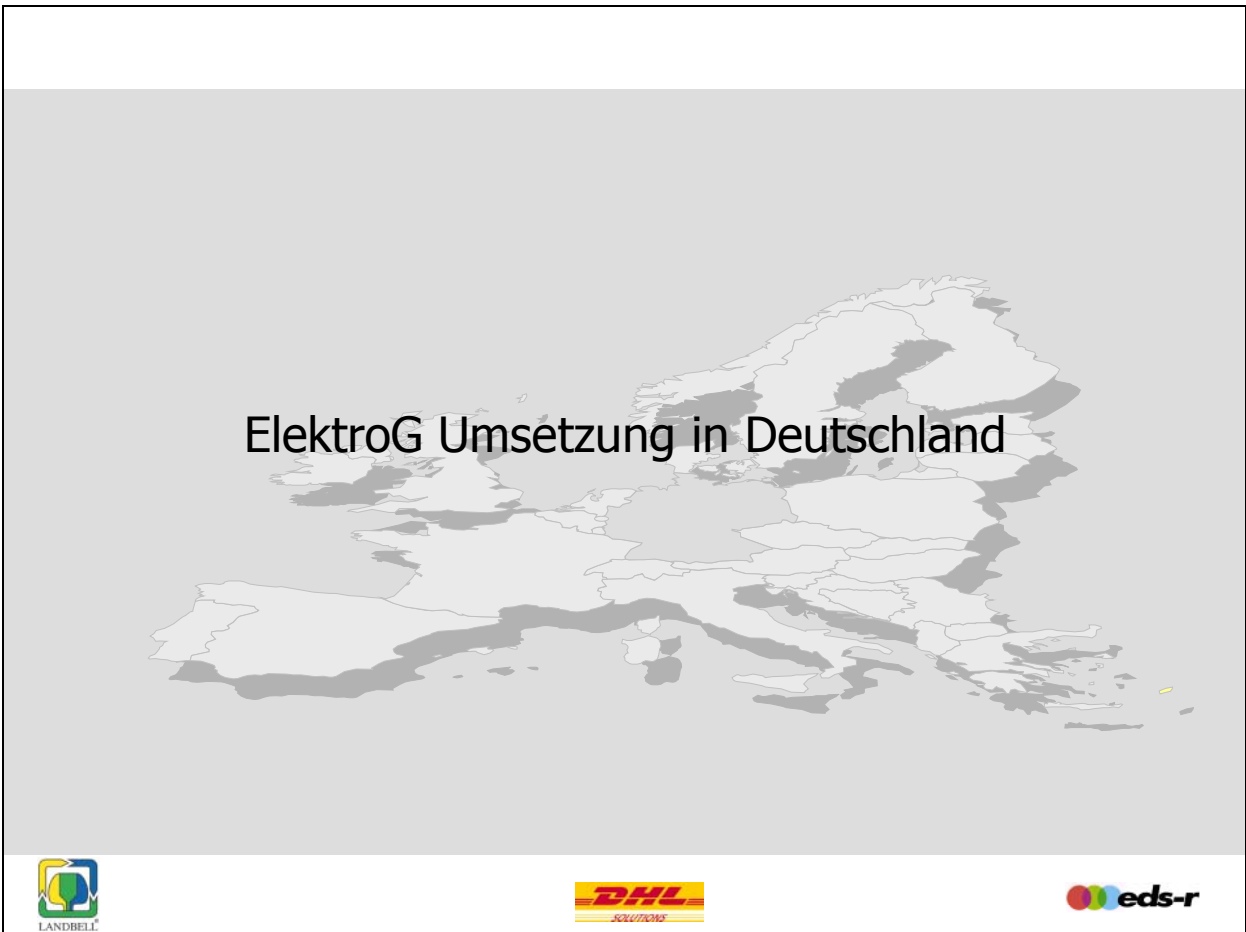 ElektroG Umsetzung in Deutschland
LANDBELL
DHL
SOLUTIONS
eds-r